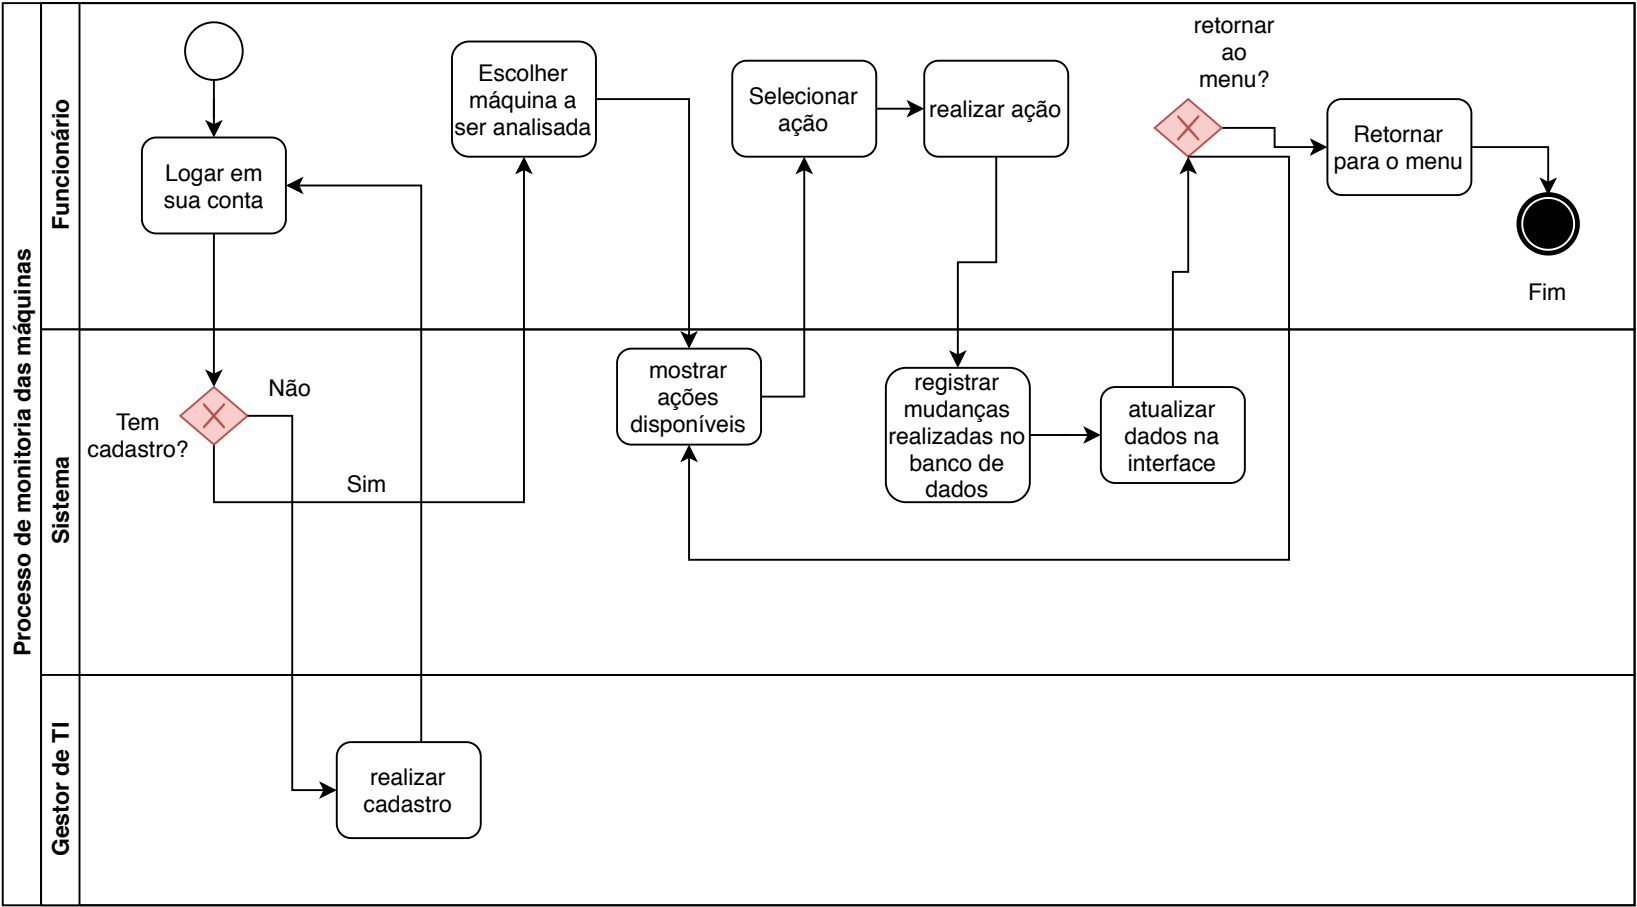 Processo de monitoria das máquinas
Funcionário
Logar em
sua conta
Escolher
máquina a
ser analisada
Selecionar
ação
realizar ação
retornar
ao
menu?
Retornar
para o menu
Fim
Sistema
Tem
cadastro?
Não
Sim
mostrar
ações
disponíveis
registrar
mudanças
realizadas no
banco de
dados
atualizar
dados na
interface
Gestor de TI
realizar
cadastro